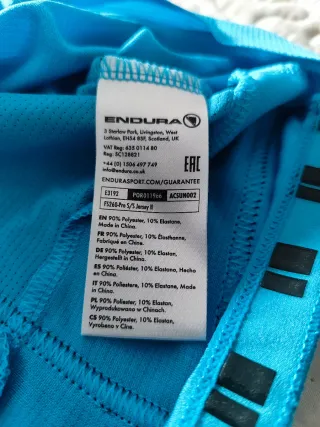 ENDURA
3 Starlaw Park, Livingston, West
Lothian, EH54 8SF, Scotland, UK
VAT Reg: 635 0114 80
Reg: SC128821
+44 (0) 1506 497 749
info@endura.co.uk
EAC
ENDURASPORT.COM/GUARANTEE
E3192 ACSUN002
FS260-Pro S/S Jersey II
EN 90% Polyester, 10% Elastane,
Made in China.
FR 90% Polyester, 10% Élasthanne,
Fabriqué en Chine.
DE 90% Polyester, 10% Elastan,
Hergestellt in China.
ES 90% Poliéster, 10% Elastano, Hecho
en China.
IT 90% Poliestere, 10% Elastane, Made
in China.
PL 90% Poliester, 10% Elastan,
Wyprodukowano w Chinach.
CS 90% Polyester, 10% Elastan,
Vyrobeno v Číne.